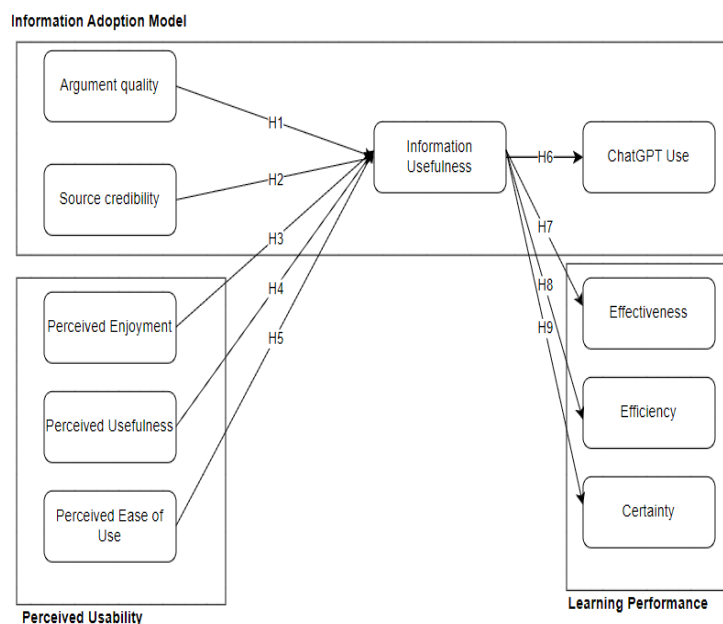 Information Adoption Model
Argument quality
H1
Information
Usefulness
H6
ChatGPT Use
Source credibility
H2
H3
H7
H4
H8
Perceived Enjoyment
Effectiveness
H5
H9
Perceived Usefulness
Efficiency
Perceived Ease of
Use
Certainty
Learning Performance
Perceived Usability